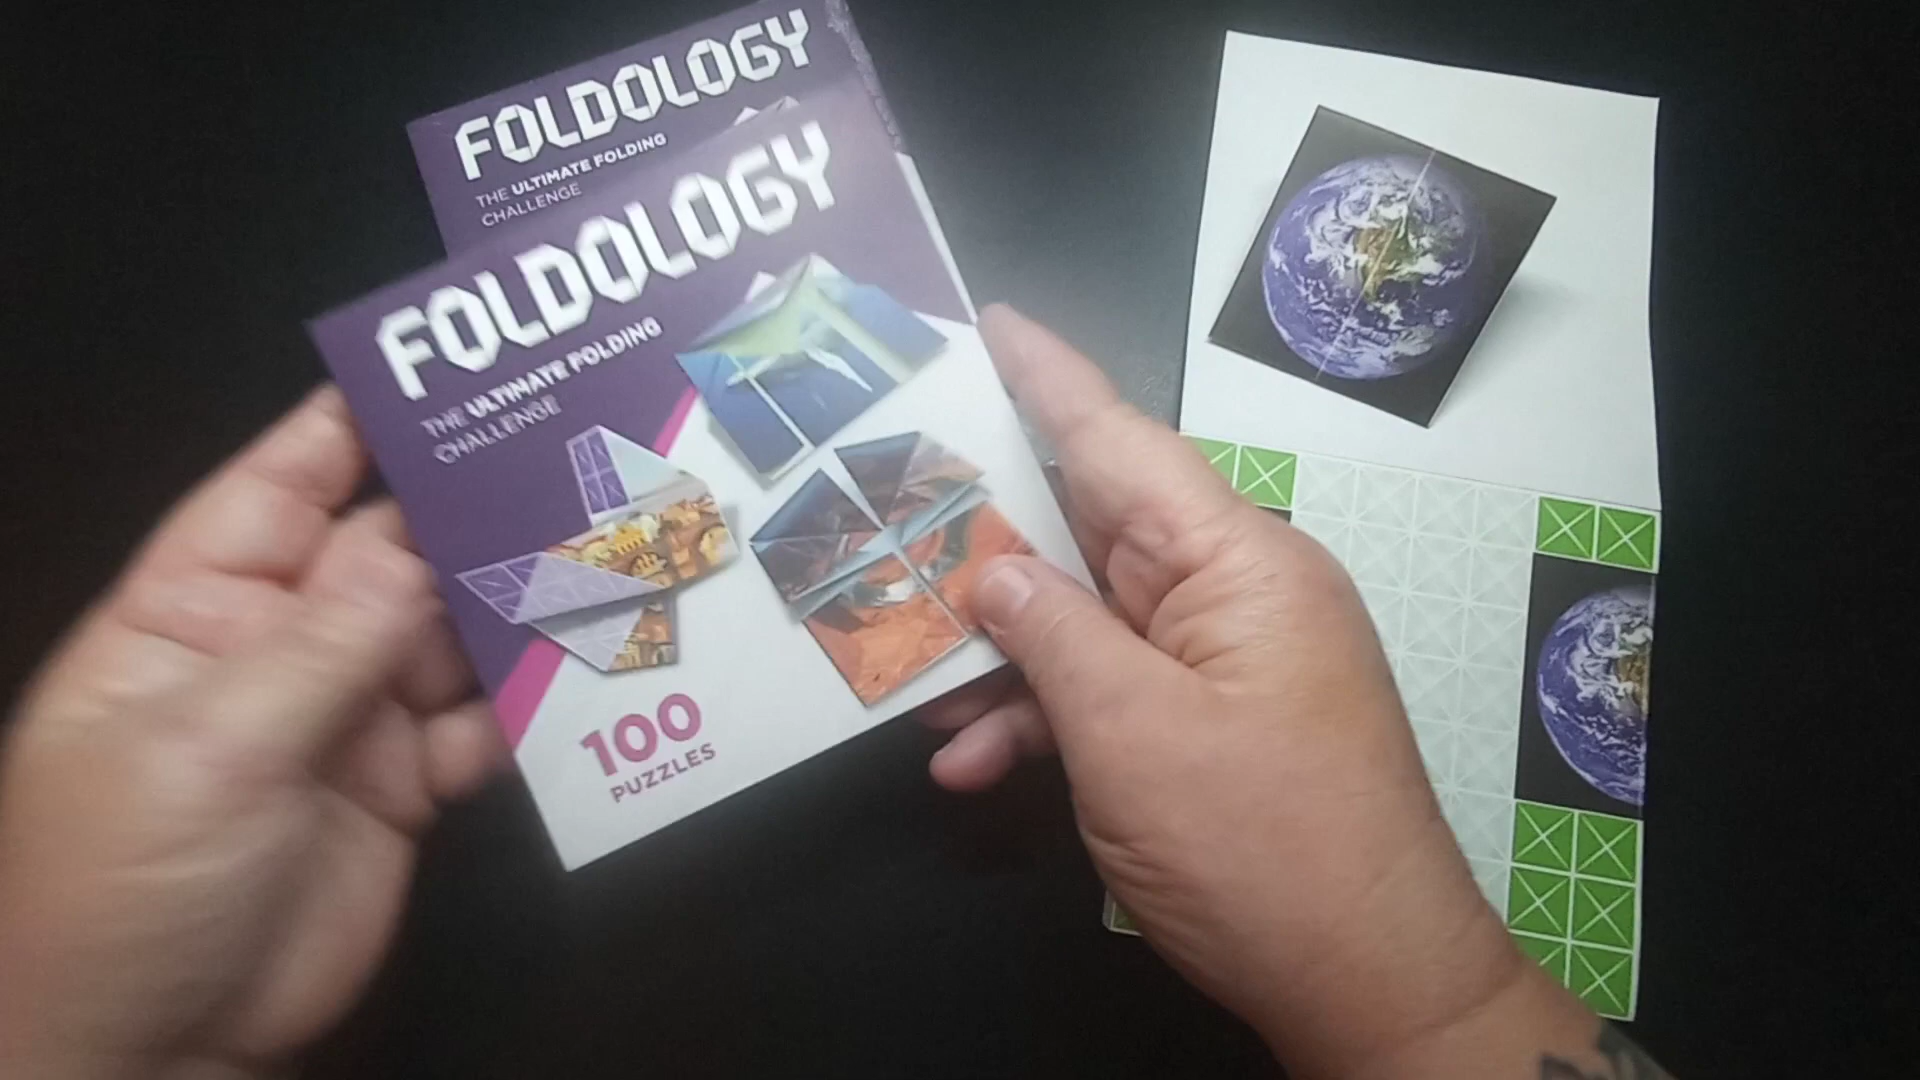 FOLDOLOGY
THE ULTIMATE FOLDING
CHALLENGE
FOLDOLOGY
THE ULTIMATE FOLDING
CHALLENGE
100
PUZZLES